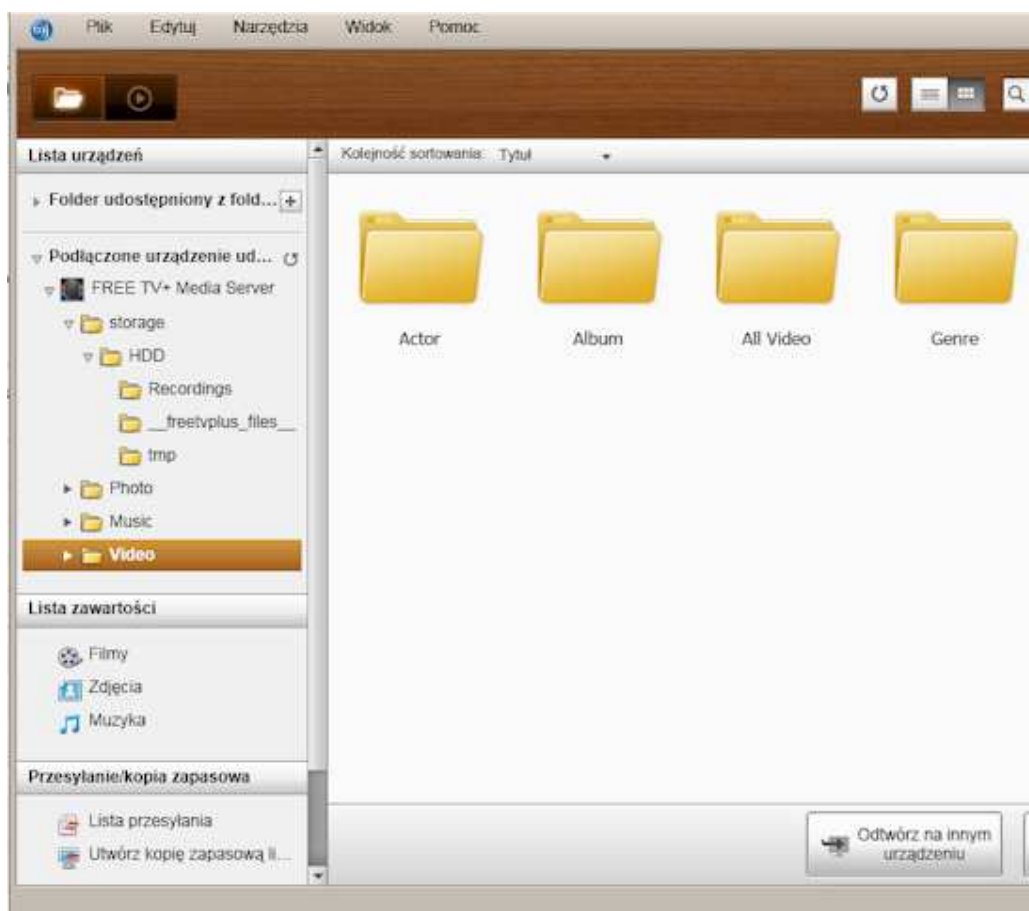 Plik Edytuj Narzędzia Widok Pomoc
Lista urządzeń
Kolejność sortowania: Tytuł
Folder udostępniony z fold...
Podłączone urządzenie ud...
FREE TV+ Media Server
storage
HDD
Recordings
__freetvplus_files__
tmp
Photo
Music
Video
Actor Album All Video Genre
Lista zawartości
Filmy
Zdjęcia
Muzyka
Przesyłanie/kopia zapasowa
Lista przesyłania
Utwórz kopię zapasową li...
Odtwórz na innym
urządzeniu